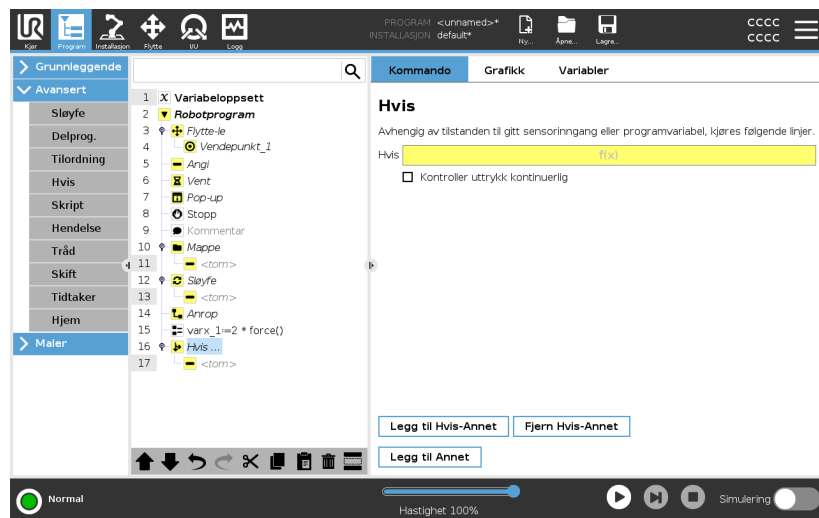 PROGRAM <unnamed>*
INSTALLASJON default*
CCCC
CCCC
Kjør Program Installasjon Flytte I/U Logg Ny... Åpne... Lagre...
Grunnleggende
Avansert
Sløyfe
Delprog.
Tilordning
Hvis
Skript
Hendelse
Tråd
Skift
Tidtaker
Hjem
Maler
1 X Variabeloppsett
2 Robotprogram
3 Flytte-le
4 Vendepunkt_1
5 Angi
6 Vent
7 Pop-up
8 Stopp
9 Kommentar
10 Mappe
11 <tom>
12 Sløyfe
13 <tom>
14 Anrop
15 varx_1≔2 * force()
16 Hvis ...
17 <tom>
Kommando Grafikk Variabler
Hvis
Avhengig av tilstanden til gitt sensorinngang eller programvariabel, kjøres følgende linjer.
Hvis f(x)
Kontroller uttrykk kontinuerlig
Legg til Hvis-Annet Fjern Hvis-Annet
Legg til Annet
Normal
Hastighet 100%
Simulering